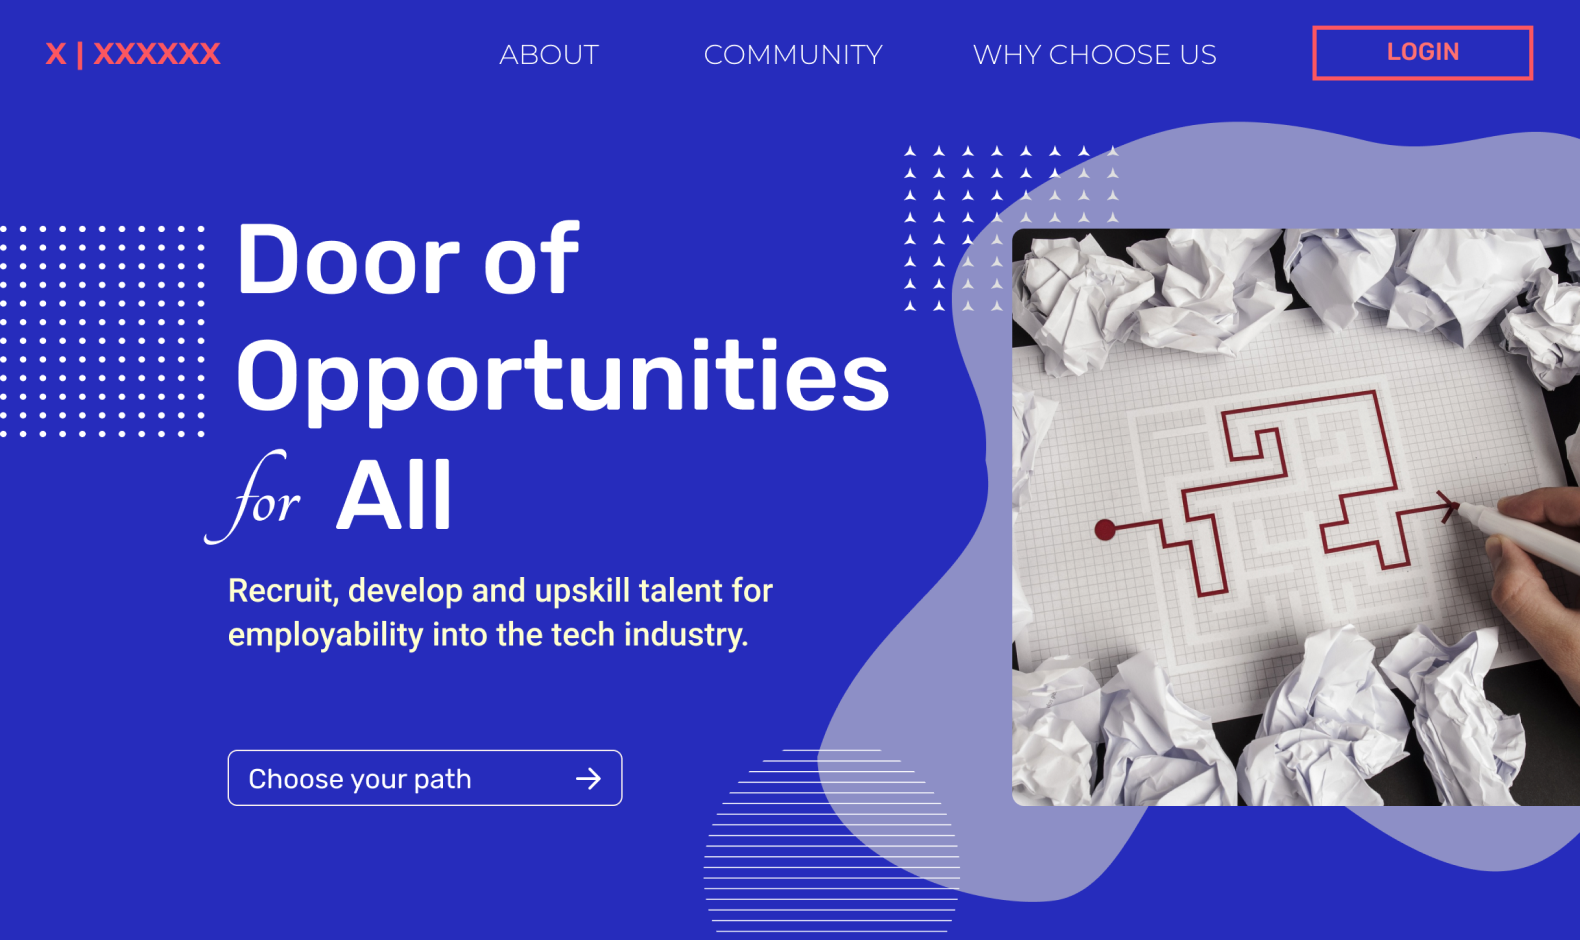 X | XXXXXX
ABOUT
COMMUNITY
WHY CHOOSE US
LOGIN
Door of
Opportunities
for All
Recruit, develop and upskill talent for
employability into the tech industry.
Choose your path